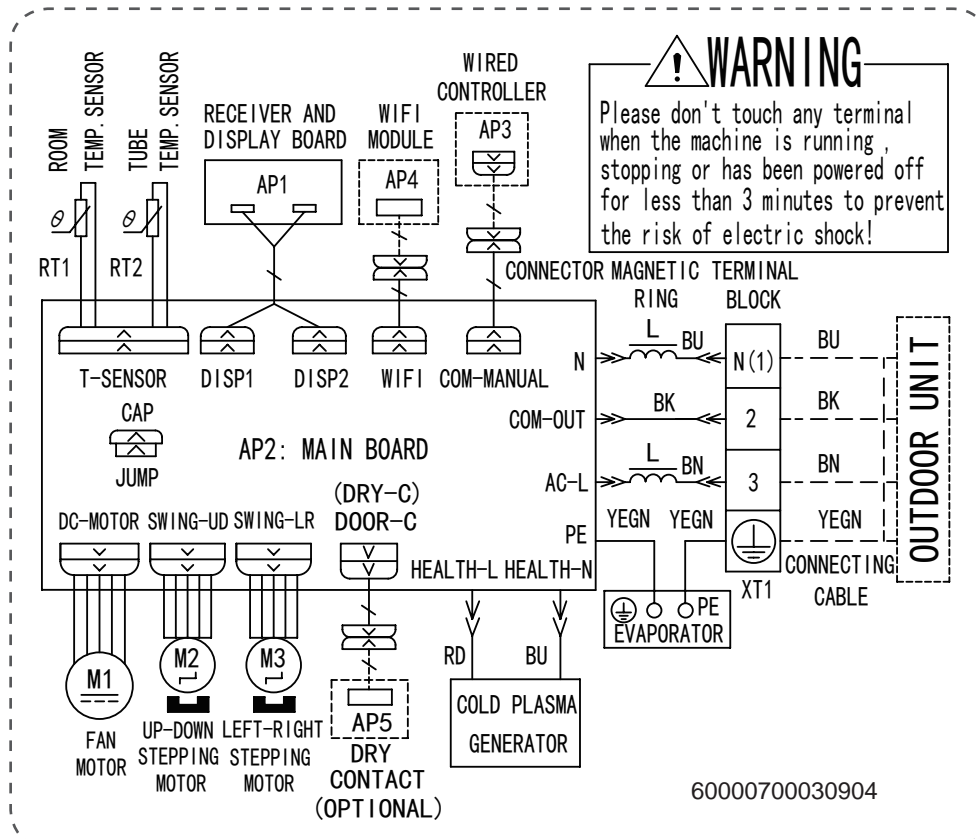 WARNING
Please don't touch any terminal
when the machine is running ,
stopping or has been powered off
for less than 3 minutes to prevent
the risk of electric shock!
ROOM
TEMP. SENSOR
TUBE
TEMP. SENSOR
RECEIVER AND
DISPLAY BOARD
WIFI
MODULE
WIRED
CONTROLLER
AP1
AP4
AP3
θ
θ
RT1
RT2
CONNECTOR MAGNETIC TERMINAL
RING BLOCK
T-SENSOR
DISP1
DISP2
WIFI
COM-MANUAL
N
L
BU
N(1)
BU
COM-OUT
BK
2
BK
AC-L
L
BN
3
BN
PE
YEGN
YEGN
YEGN
XT1
CONNECTING
CABLE
OUTDOOR UNIT
CAP
JUMP
AP2: MAIN BOARD
(DRY-C)
DC-MOTOR SWING-UD SWING-LR DOOR-C
HEALTH-L HEALTH-N
PE
EVAPORATOR
M1
M2
M3
RD
BU
AP5
COLD PLASMA
GENERATOR
FAN
MOTOR
UP-DOWN
STEPPING
MOTOR
LEFT-RIGHT
STEPPING
MOTOR
DRY
CONTACT
(OPTIONAL)
60000700030904